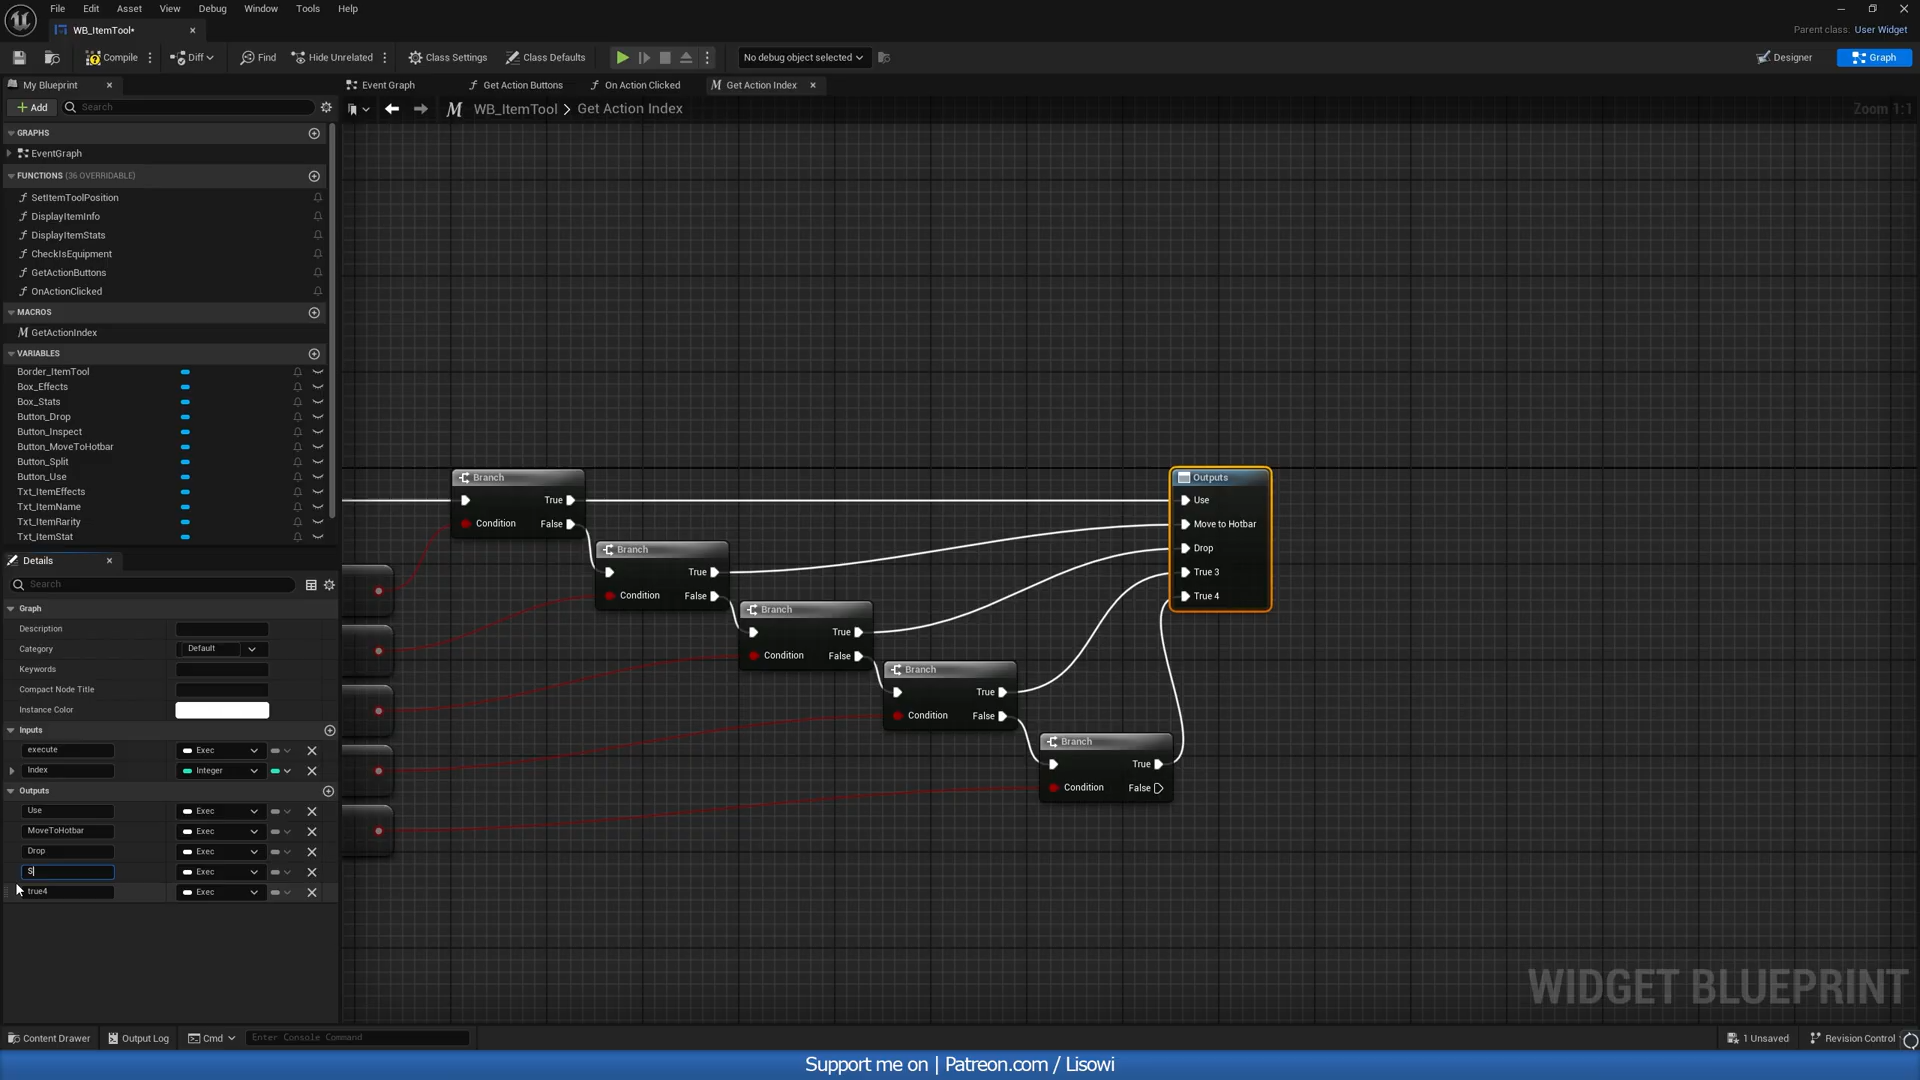 File Edit Asset View Debug Window Tools Help
WB_ItemTool*
Parent class: User Widget
Compile Diff Find Hide Unrelated Class Settings Class Defaults No debug object selected Designer Graph
My Blueprint Event Graph Get Action Buttons On Action Clicked Get Action Index
Add Search WB_ItemTool > Get Action Index Zoom 1:1
GRAPHS
EventGraph
FUNCTIONS (36 OVERRIDABLE)
SetItemToolPosition
DisplayItemInfo
DisplayItemStats
CheckIsEquipment
GetActionButtons
OnActionClicked
MACROS
GetActionIndex
VARIABLES
Border_ItemTool
Box_Effects
Box_Stats
Button_Drop
Button_Inspect
Button_MoveToHotbar
Button_Split
Button_Use
Txt_ItemEffects
Txt_ItemName
Txt_ItemRarity
Txt_ItemStat
Details
Search
Graph
Description
Category Default
Keywords
Compact Node Title
Instance Color
Inputs
execute Exec
Index Integer
Outputs
Use Exec
MoveToHotbar Exec
Drop Exec
S Exec
true4 Exec
Branch
True
Condition False
Branch
True
Condition False
Branch
True
Condition False
Branch
True
Condition False
Branch
True
Condition False
Outputs
Use
Move to Hotbar
Drop
True 3
True 4
WIDGET BLUEPRINT
Content Drawer Output Log Cmd Enter Console Command 1 Unsaved Revision Control
Support me on | Patreon.com / Lisowi